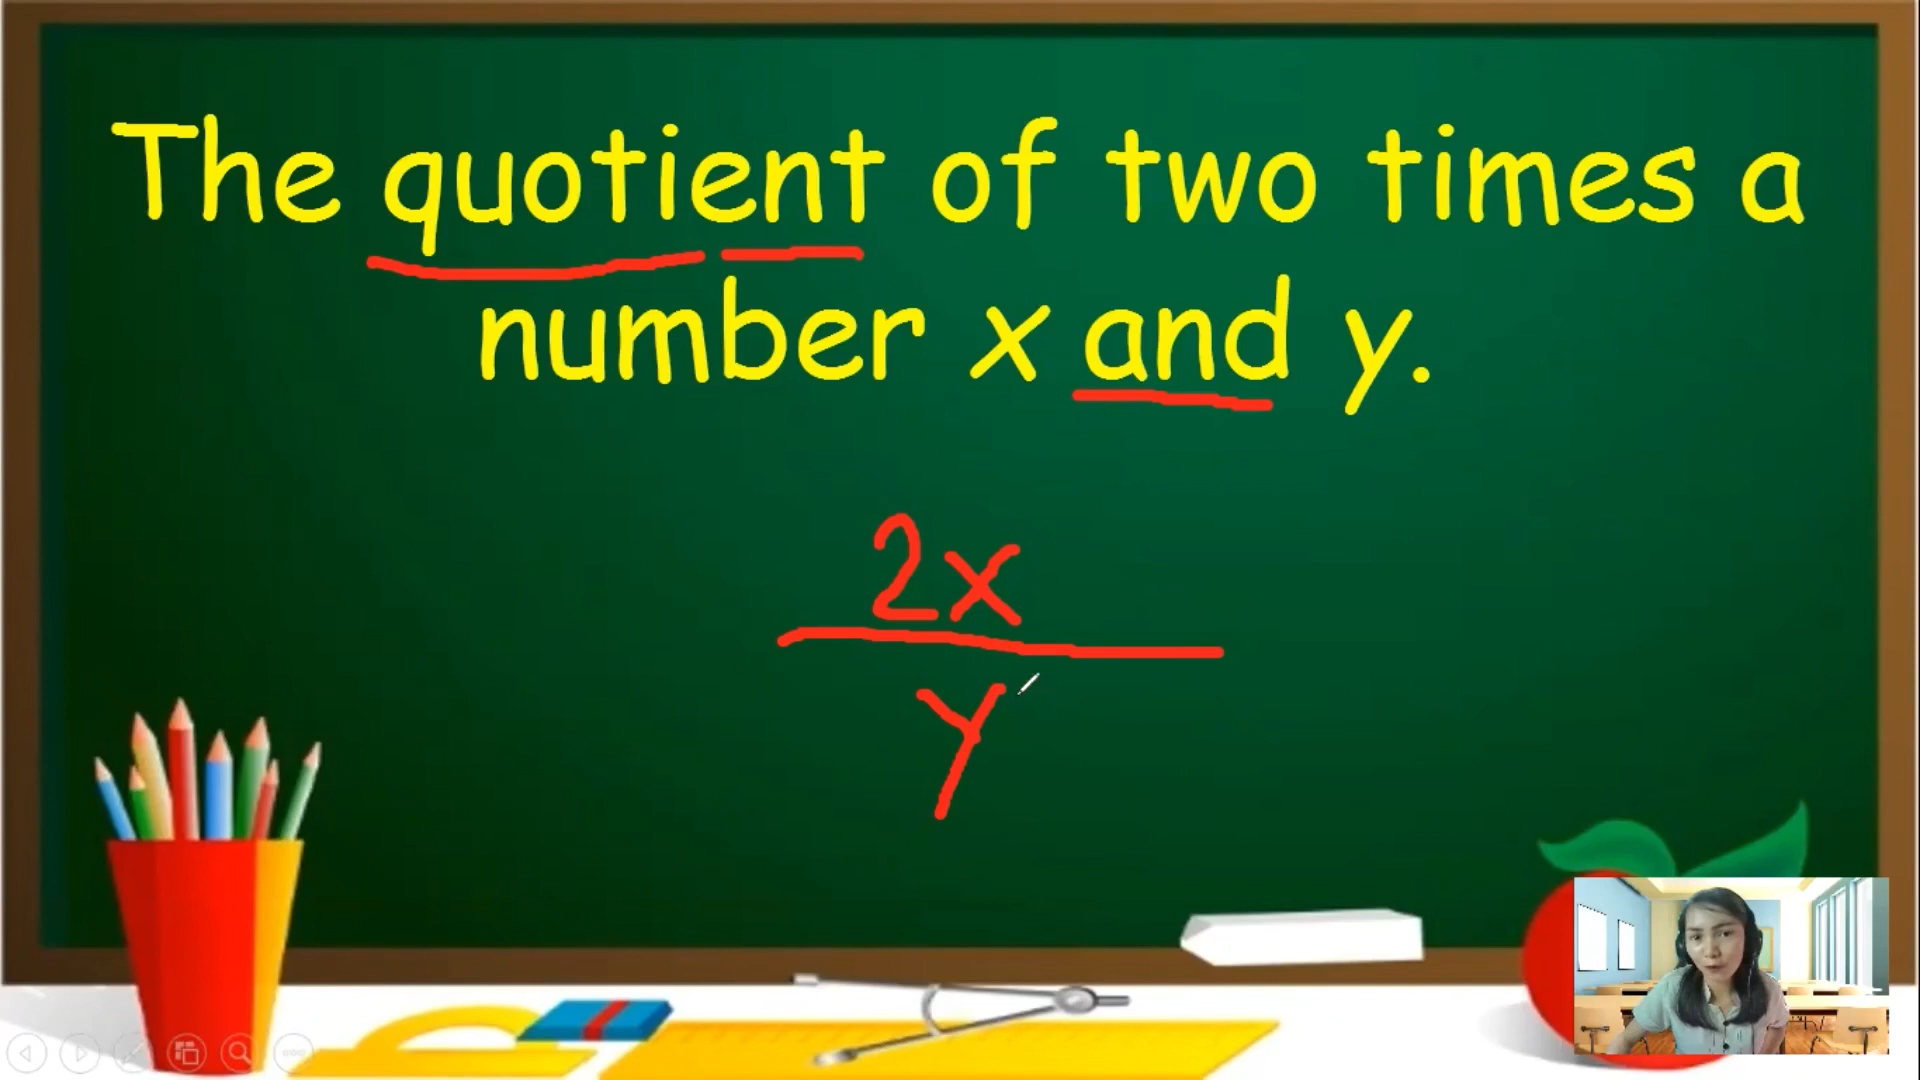 The quotient of two times a
number x and y.
2x
y